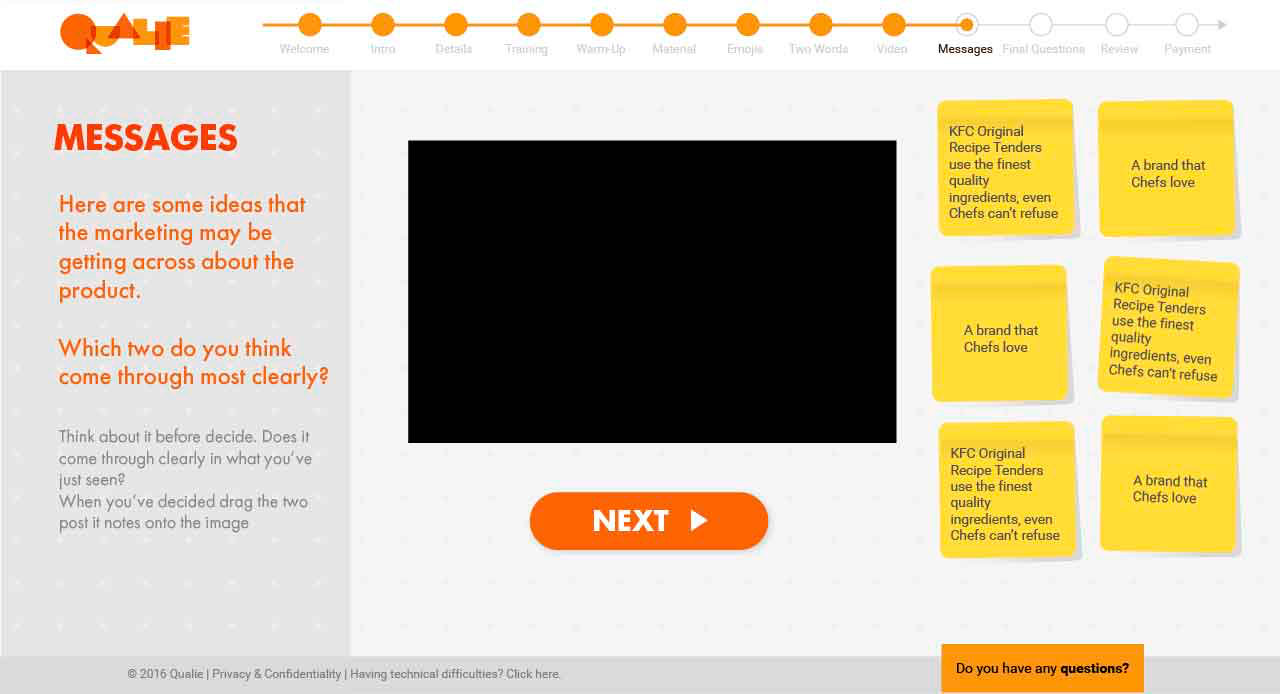 QUALIE
Welcome
Intro
Details
Training
Warm-Up
Material
Emojis
Two Words
Video
Messages
Final Questions
Review
Payment
MESSAGES
Here are some ideas that
the marketing may be
getting across about the
product.
Which two do you think
come through most clearly?
Think about it before decide. Does it
come through clearly in what you've
just seen?
When you've decided drag the two
post it notes onto the image
NEXT
KFC Original
Recipe Tenders
use the finest
quality
ingredients, even
Chefs can't refuse
A brand that
Chefs love
A brand that
Chefs love
KFC Original
Recipe Tenders
use the finest
quality
ingredients, even
Chefs can't refuse
KFC Original
Recipe Tenders
use the finest
quality
ingredients, even
Chefs can't refuse
A brand that
Chefs love
© 2016 Qualie | Privacy & Confidentiality | Having technical difficulties? Click here.
Do you have any questions?